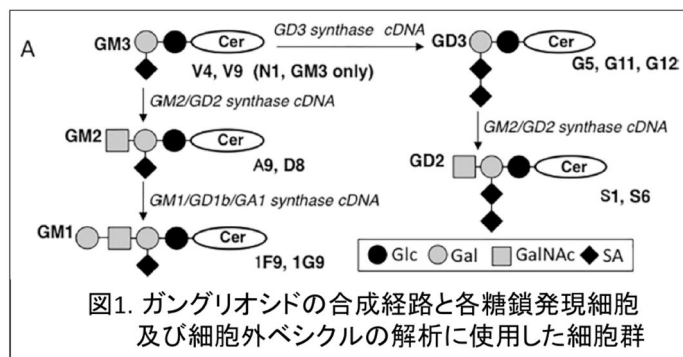 A
GM3
Cer
GD3 synthase cDNA
GD3
Cer
V4, V9 (N1, GM3 only)
G5, G11, G12
GM2/GD2 synthase cDNA
GM2/GD2 synthase cDNA
GM2
Cer
A9, D8
GD2
Cer
S1, S6
GM1/GD1b/GA1 synthase cDNA
GM1
Cer
1F9, 1G9
Glc Gal GalNAc SA
図1. ガングリオシドの合成経路と各糖鎖発現細胞
及び細胞外ベシクルの解析に使用した細胞群